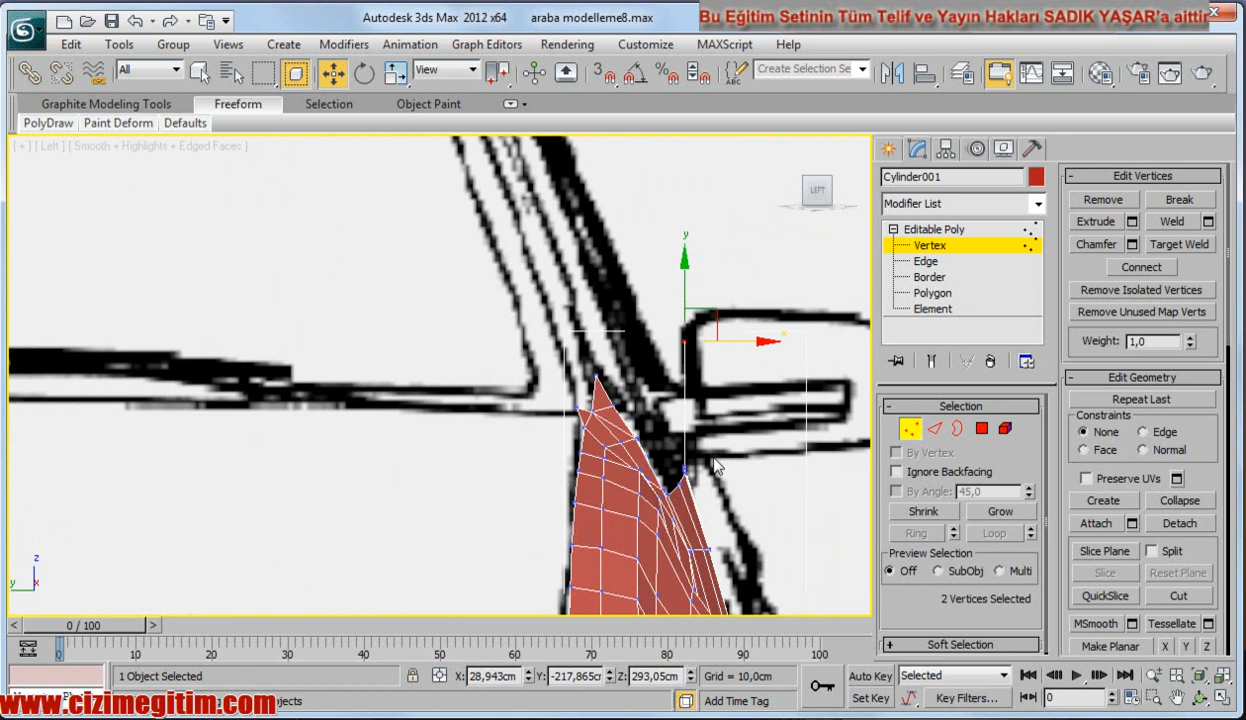 Autodesk 3ds Max 2012 x64 araba modelleme8.max
Bu Eğitim Setinin Tüm Telif ve Yayın Hakları SADIK YAŞAR'a aittir
Edit Tools Group Views Create Modifiers Animation Graph Editors Rendering Customize MAXScript Help
All View Create Selection Se
Graphite Modeling Tools Freeform Selection Object Paint
PolyDraw Paint Deform Defaults
[ + ] [ Left ] [ Smooth + Highlights + Edged Faces ]
LEFT
y
x
z
y x
Cylinder001
Modifier List
Editable Poly
Vertex
Edge
Border
Polygon
Element
Selection
By Vertex
Ignore Backfacing
By Angle: 45,0
Shrink Grow
Ring Loop
Preview Selection
Off SubObj Multi
2 Vertices Selected
Soft Selection
Edit Vertices
Remove Break
Extrude Weld
Chamfer Target Weld
Connect
Remove Isolated Vertices
Remove Unused Map Verts
Weight: 1,0
Edit Geometry
Repeat Last
Constraints
None Edge
Face Normal
Preserve UVs
Create Collapse
Attach Detach
Slice Plane Split
Slice Reset Plane
QuickSlice Cut
MSmooth Tessellate
Make Planar X Y Z
0 / 100
0 10 20 30 40 50 60 70 80 90 100
1 Object Selected X: 28,943cm Y: -217,865c Z: 293,05cm Grid = 10,0cm
Auto Key Selected
Add Time Tag Set Key Key Filters... 0
www.cizimegitim.com